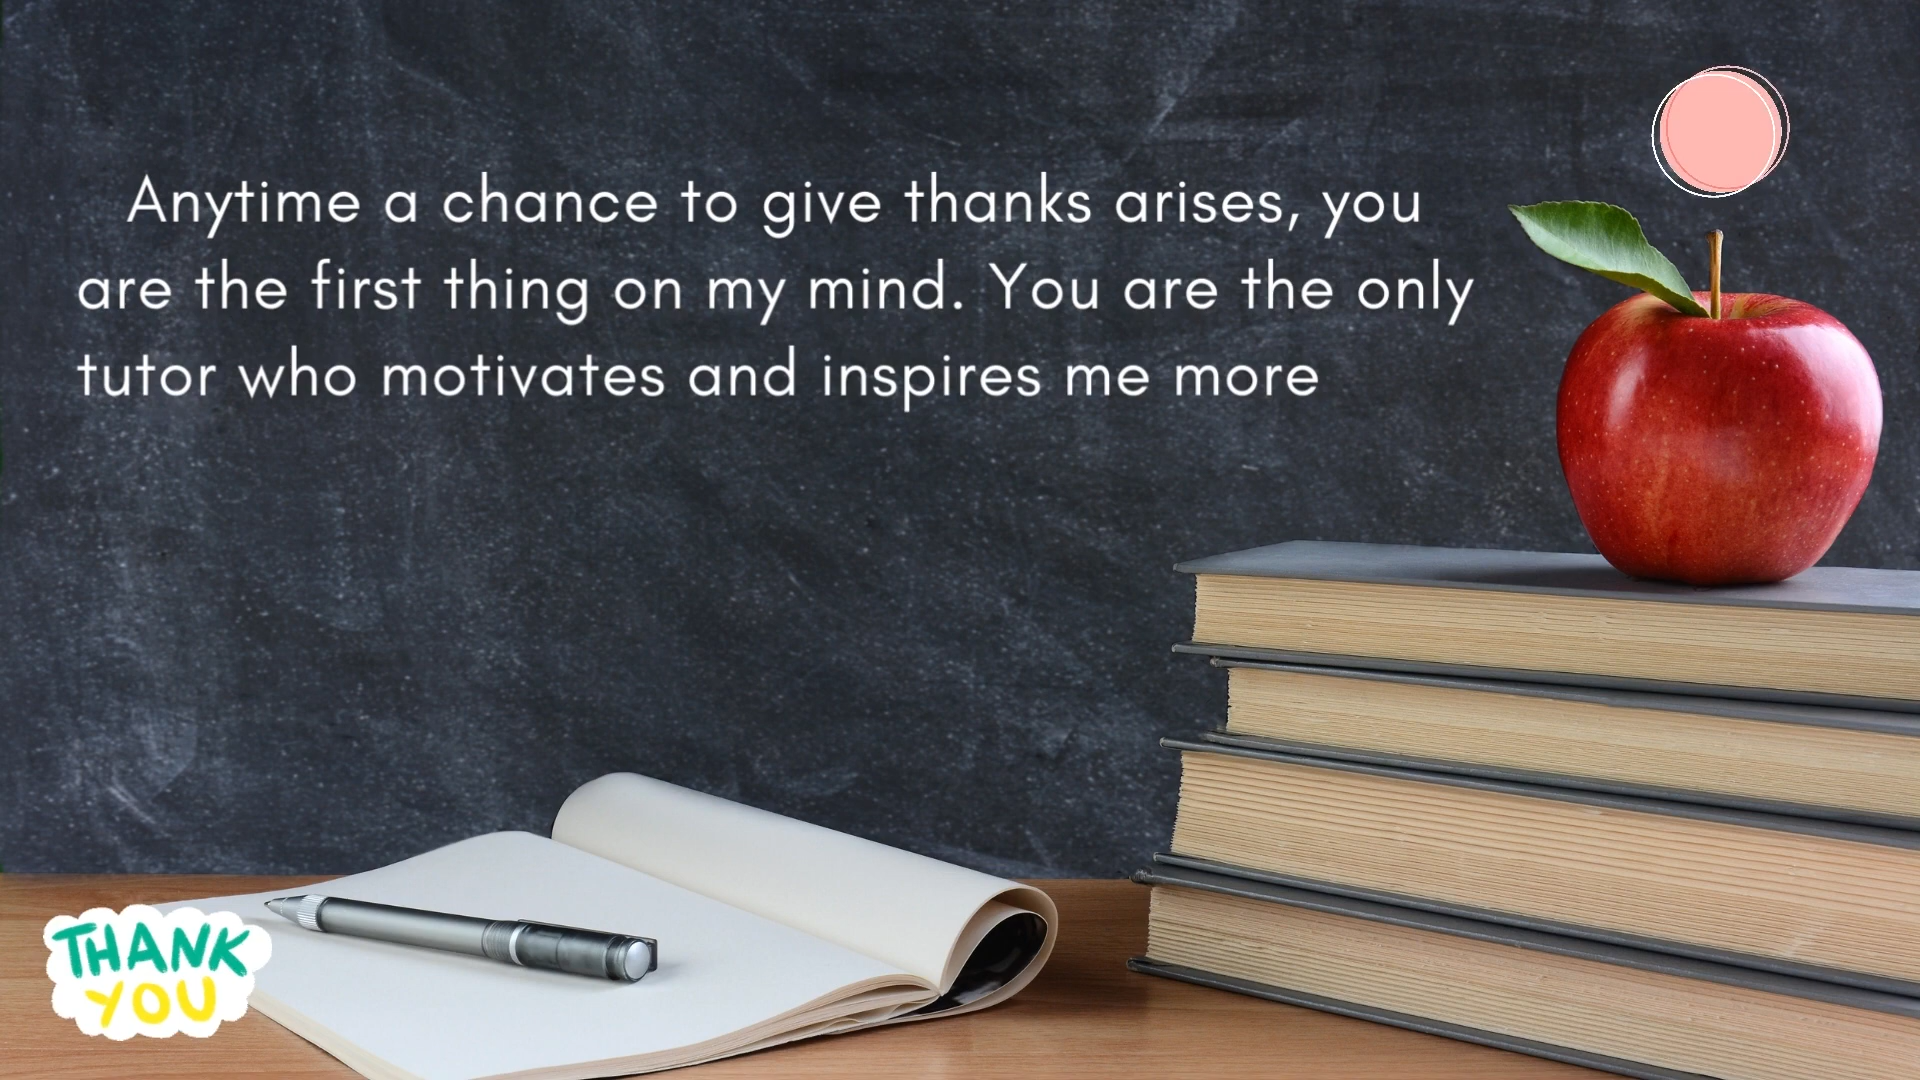 Anytime a chance to give thanks arises, you
are the first thing on my mind. You are the only
tutor who motivates and inspires me more
THANK
YOU